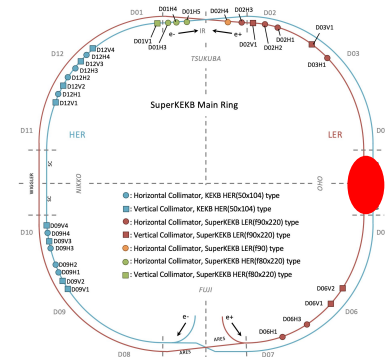 D01
D01H4
D01H5
D02H4
D02H3
D02
D01V1
D01H3
e-
IR
e+
D02V1
D02H2
D02H1
D03V1
D03H1
TSUKUBA
D12
D12V4
D12H4
D12V3
D12H3
D12H2
D12V2
D12H1
D12V1
SuperKEKB Main Ring
D11
HER
LER
WIGGLER
NIKKO
OHO
: Horizontal Collimator, KEKB HER(50x104) type
: Vertical Collimator, KEKB HER(50x104) type
: Horizontal Collimator, SuperKEKB LER(f90x220) type
: Vertical Collimator, SuperKEKB LER(f90x220) type
: Horizontal Collimator, SuperKEKB LER(f90) type
: Horizontal Collimator, SuperKEKB HER(f80x220) type
: Vertical Collimator, SuperKEKB HER(f80x220) type
D10
D09V4
D09H4
D09V3
D09H3
D09H2
D09H1
D09V2
D09V1
D09
FUJI
D06V2
D06V1
D06
D06H3
D06H1
e-
e+
ARES
ARES
D08
D07